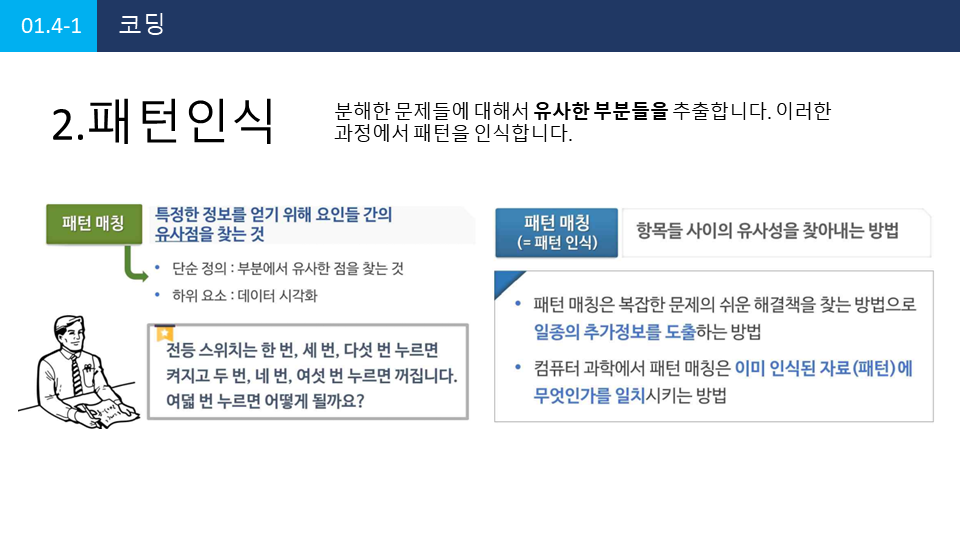 01.4-1
코딩
2.패턴인식
분해한 문제들에 대해서 유사한 부분들을 추출합니다. 이러한
과정에서 패턴을 인식합니다.
패턴 매칭
특정한 정보를 얻기 위해 요인들 간의
유사점을 찾는 것
• 단순 정의 : 부분에서 유사한 점을 찾는 것
• 하위 요소 : 데이터 시각화
전등 스위치는 한 번, 세 번, 다섯 번 누르면
켜지고 두 번, 네 번, 여섯 번 누르면 꺼집니다.
여덟 번 누르면 어떻게 될까요?
패턴 매칭
(= 패턴 인식)
항목들 사이의 유사성을 찾아내는 방법
• 패턴 매칭은 복잡한 문제의 쉬운 해결책을 찾는 방법으로
일종의 추가정보를 도출하는 방법
• 컴퓨터 과학에서 패턴 매칭은 이미 인식된 자료(패턴)에
무엇인가를 일치시키는 방법